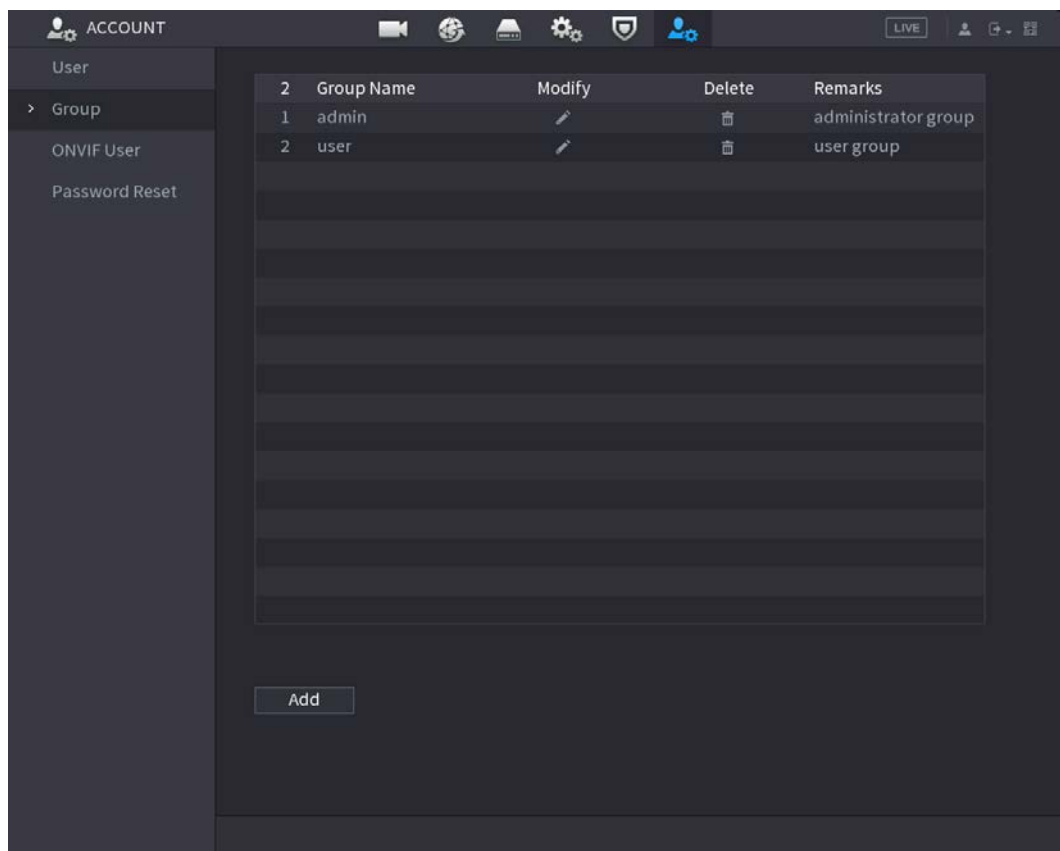 ACCOUNT
LIVE
User
Group
ONVIF User
Password Reset
2 Group Name Modify Delete Remarks
1 admin administrator group
2 user user group
Add